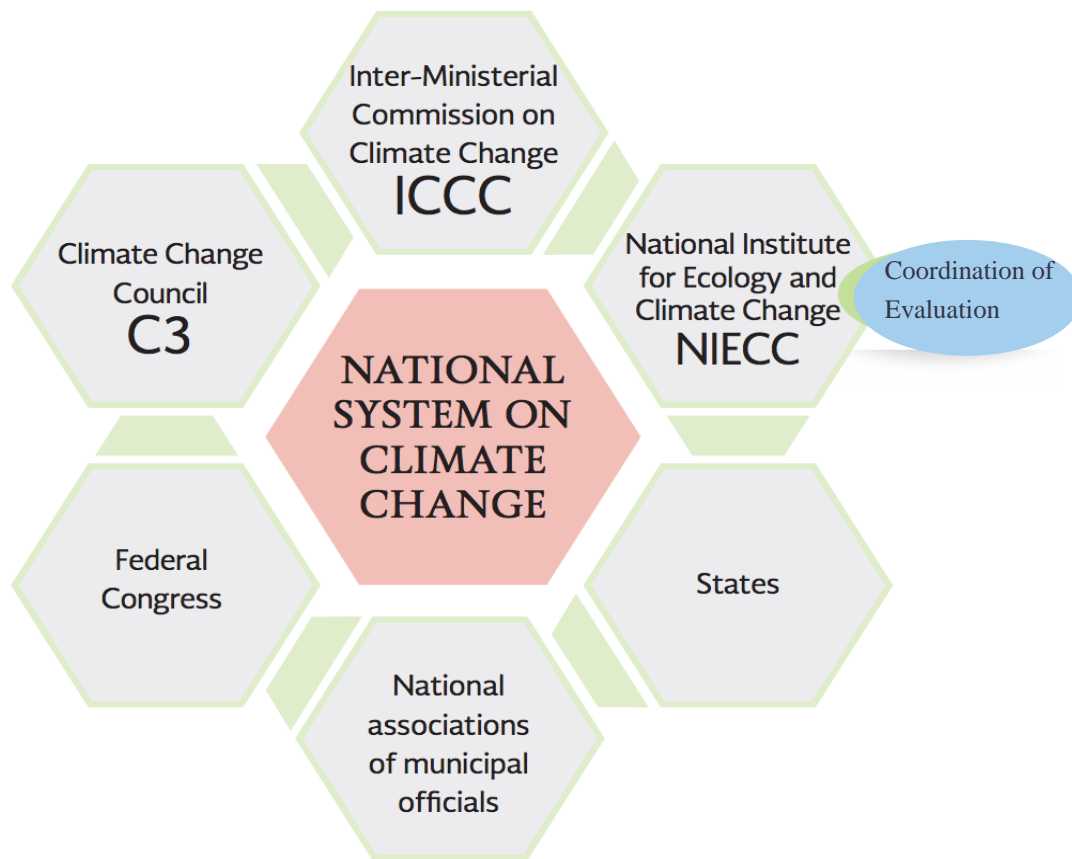 Inter-Ministerial
Commission on
Climate Change
ICCC
Climate Change
Council
C3
National Institute
for Ecology and
Climate Change
NIECC
Coordination of
Evaluation
NATIONAL
SYSTEM ON
CLIMATE
CHANGE
Federal
Congress
States
National
associations
of municipal
officials